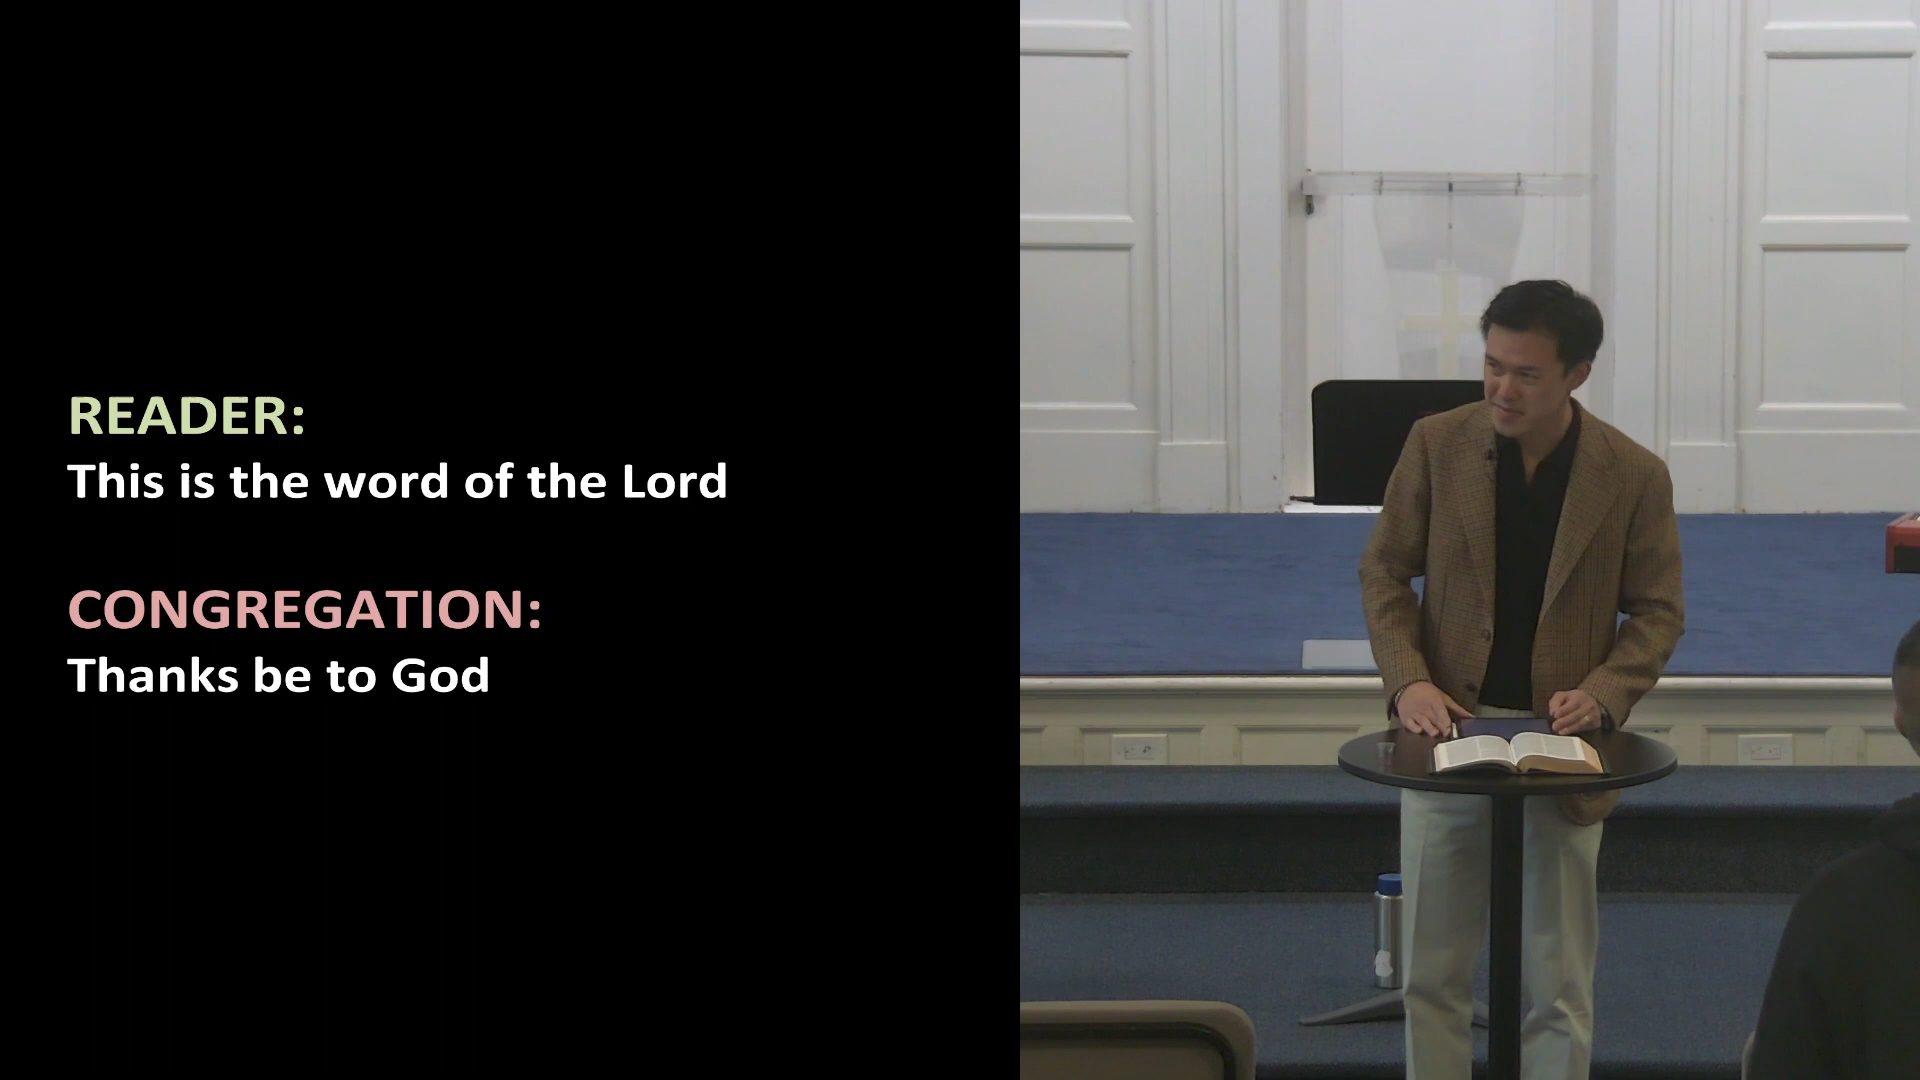 READER:
This is the word of the Lord
CONGREGATION:
Thanks be to God